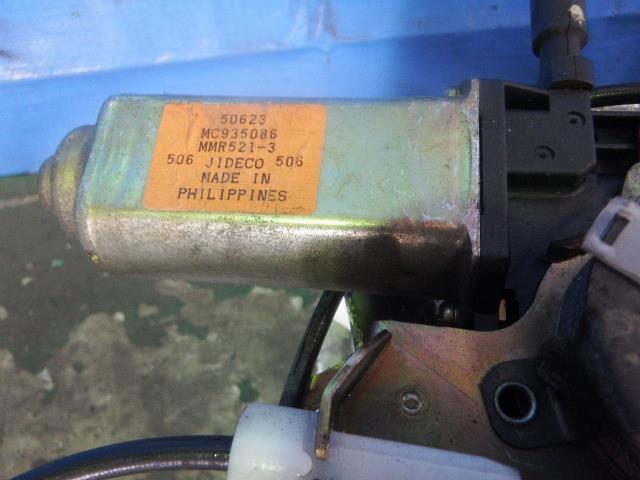 50623
MC935086
MMR521-3
506 JIDECO 506
MADE IN
PHILIPPINES